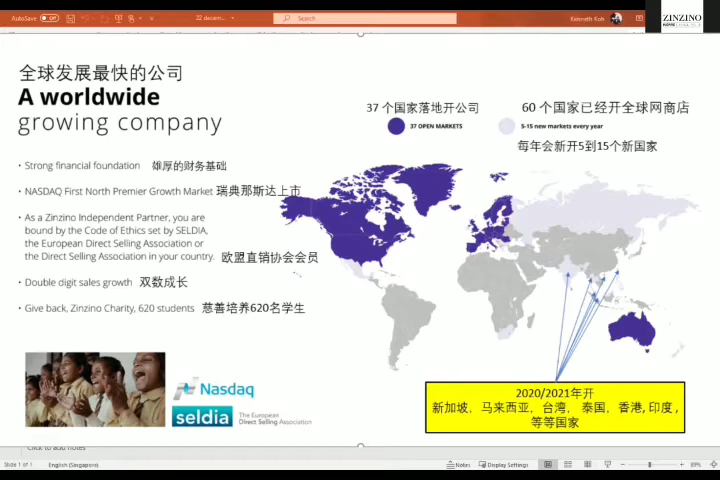 AutoSave
Off
22 decem...
Search
Kenneth Koh
ZINZINO
全球发展最快的公司
A worldwide
growing company
37 个国家落地开公司
60 个国家已经开全球网商店
37 OPEN MARKETS
5-15 new markets every year
每年会新开5到15个新国家
• Strong financial foundation 雄厚的财务基础
• NASDAQ First North Premier Growth Market 瑞典那斯达上市
• As a Zinzino Independent Partner, you are
bound by the Code of Ethics set by SELDIA,
the European Direct Selling Association or
the Direct Selling Association in your country. 欧盟直销协会会员
• Double digit sales growth 双数成长
• Give back, Zinzino Charity, 620 students 慈善培养620名学生
Nasdaq
seldia
The European
Direct Selling Association
2020/2021年开
新加坡，马来西亚，台湾，泰国，香港,印度，
等等国家
Click to add notes
Slide 1 of 1
English (Singapore)
Notes
Display Settings
89%